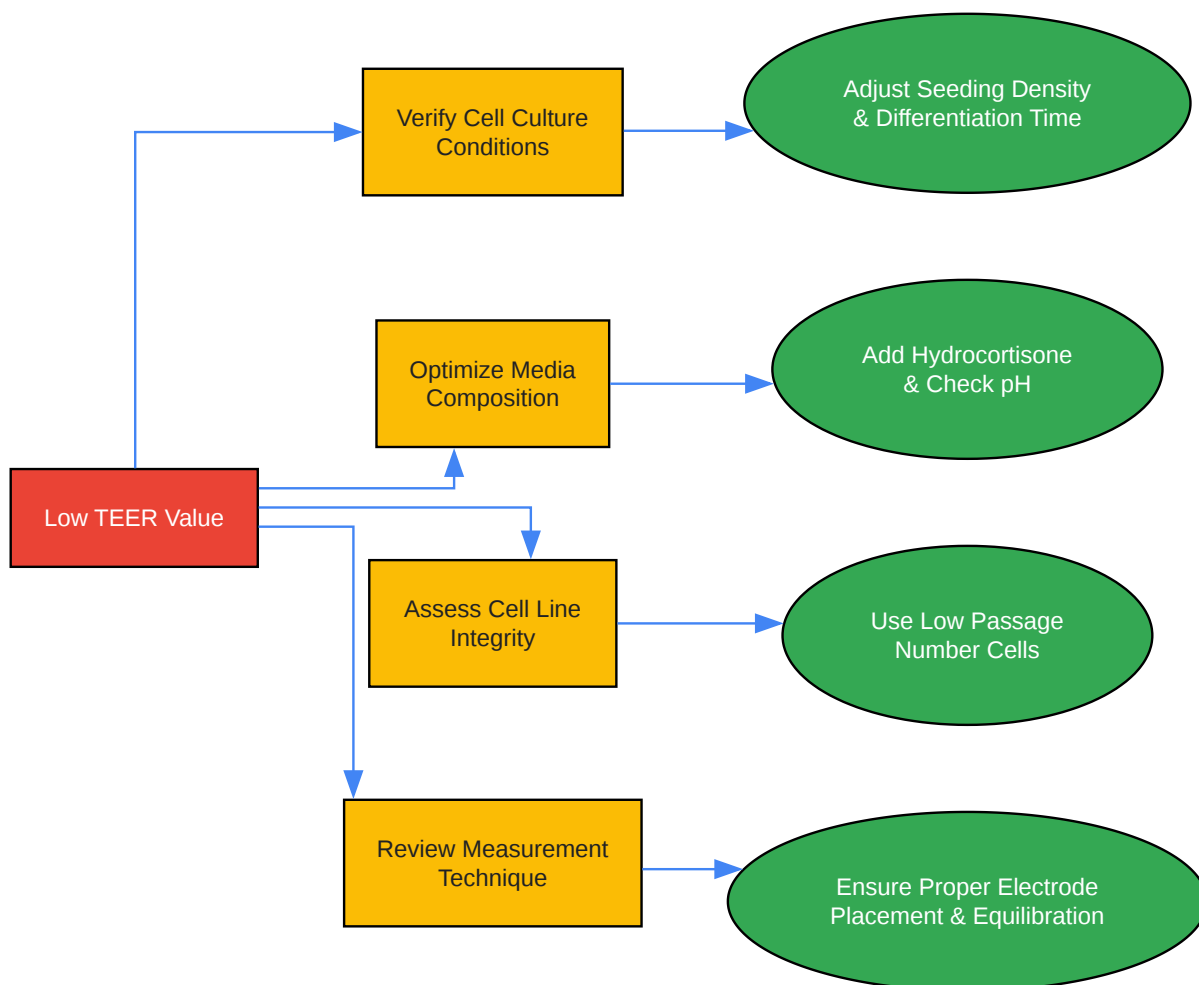 Adjust Seeding Density
& Differentiation Time
Verify Cell Culture
Conditions
Add Hydrocortisone
& Check pH
Optimize Media
Composition
Low TEER Value
Assess Cell Line
Integrity
Use Low Passage
Number Cells
Review Measurement
Technique
Ensure Proper Electrode
Placement & Equilibration